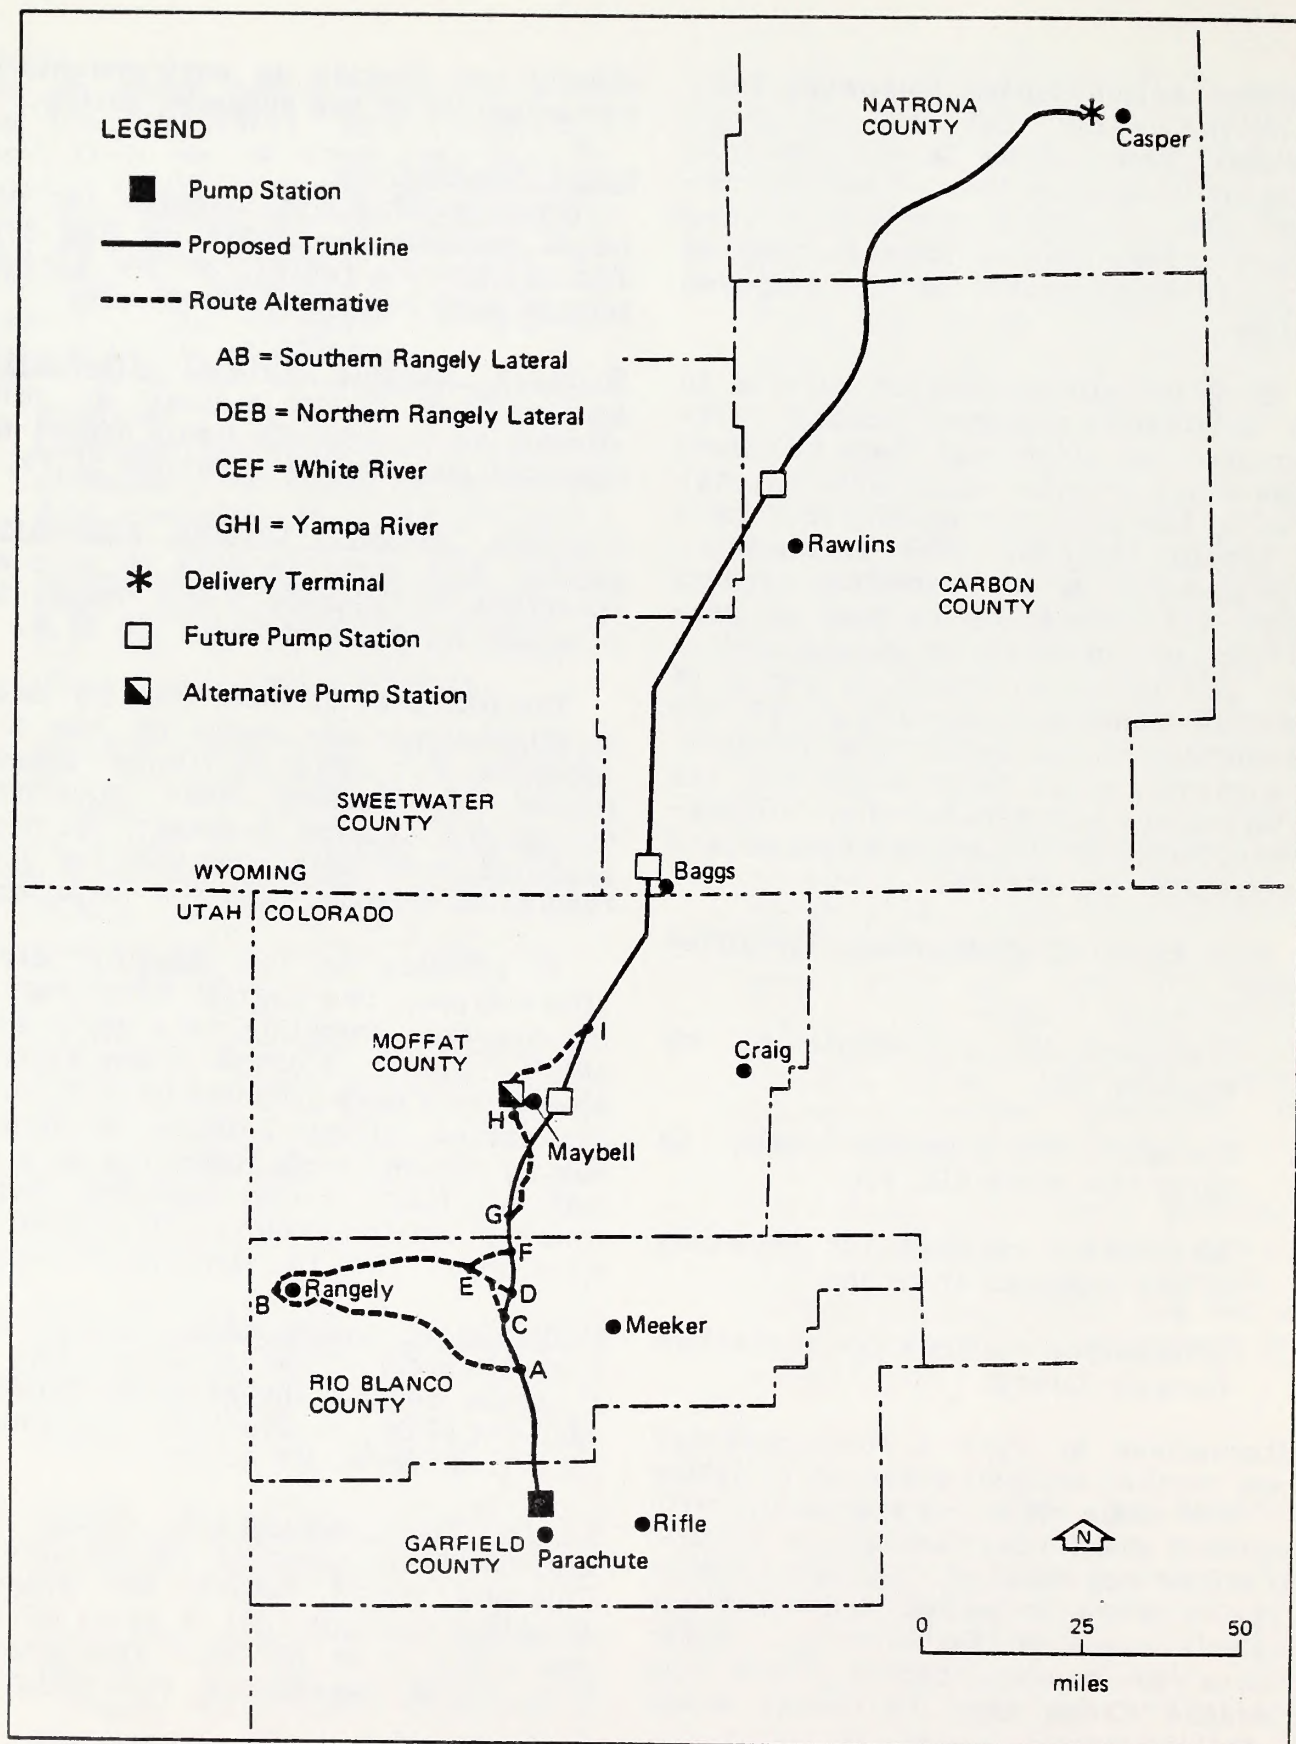 LEGEND
Pump Station
Proposed Trunkline
Route Alternative
AB = Southern Rangely Lateral
DEB = Northern Rangely Lateral
CEF = White River
GHI = Yampa River
Delivery Terminal
Future Pump Station
Alternative Pump Station
NATRONA
COUNTY
Casper
Rawlins
CARBON
COUNTY
SWEETWATER
COUNTY
WYOMING
Baggs
UTAH
COLORADO
I
MOFFAT
COUNTY
Craig
H
Maybell
G
F
E
D
B
Rangely
C
Meeker
A
RIO BLANCO
COUNTY
GARFIELD
COUNTY
Parachute
Rifle
N
0 25 50
miles